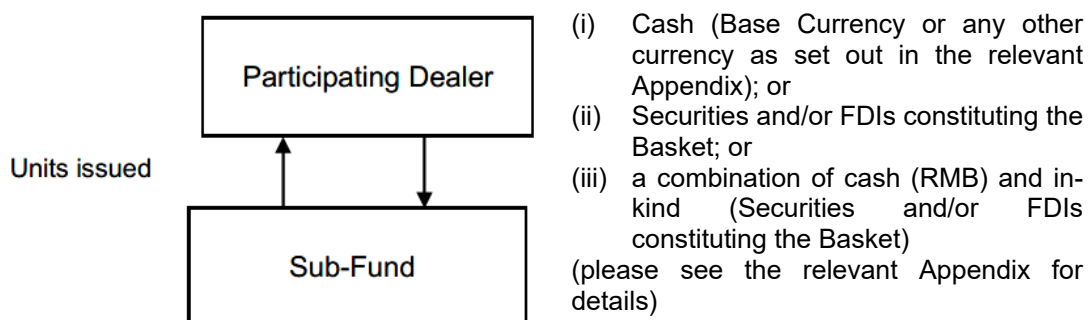 Participating Dealer
Units issued
Sub-Fund
(i) Cash (Base Currency or any other
currency as set out in the relevant
Appendix); or
(ii) Securities and/or FDIs constituting the
Basket; or
(iii) a combination of cash (RMB) and in-
kind (Securities and/or FDIs
constituting the Basket)
(please see the relevant Appendix for
details)